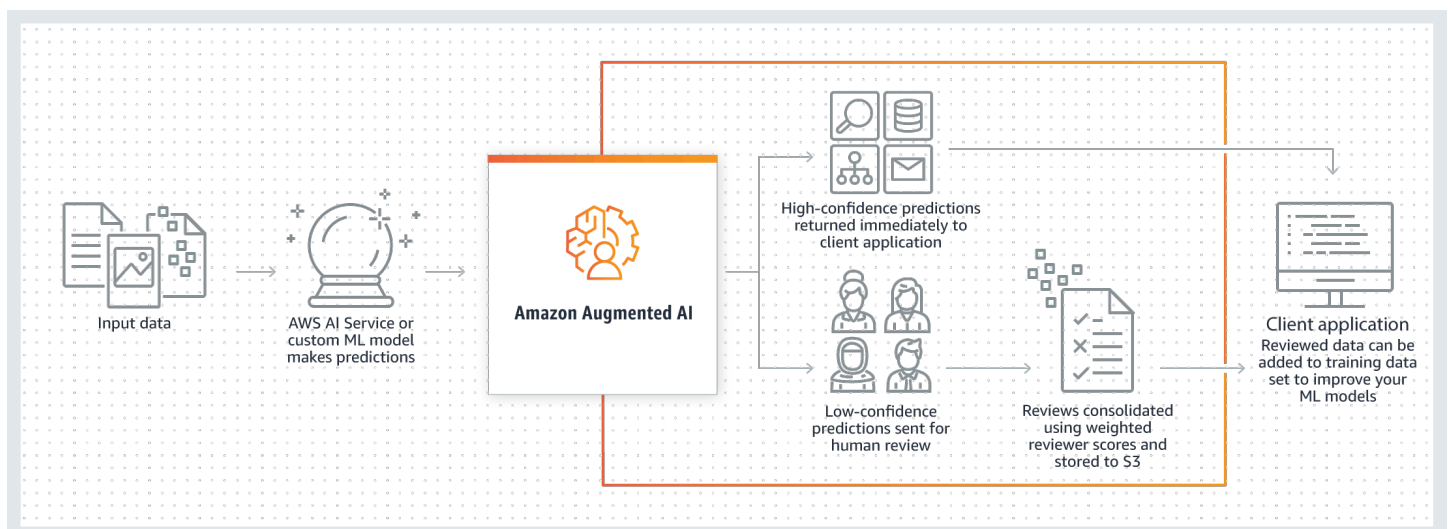 Input data
AWS AI Service or
custom ML model
makes predictions
Amazon Augmented AI
High-confidence predictions
returned immediately to
client application
Low-confidence
predictions sent for
human review
Reviews consolidated
using weighted
reviewer scores and
stored to S3
Client application
Reviewed data can be
added to training data
set to improve your
ML models